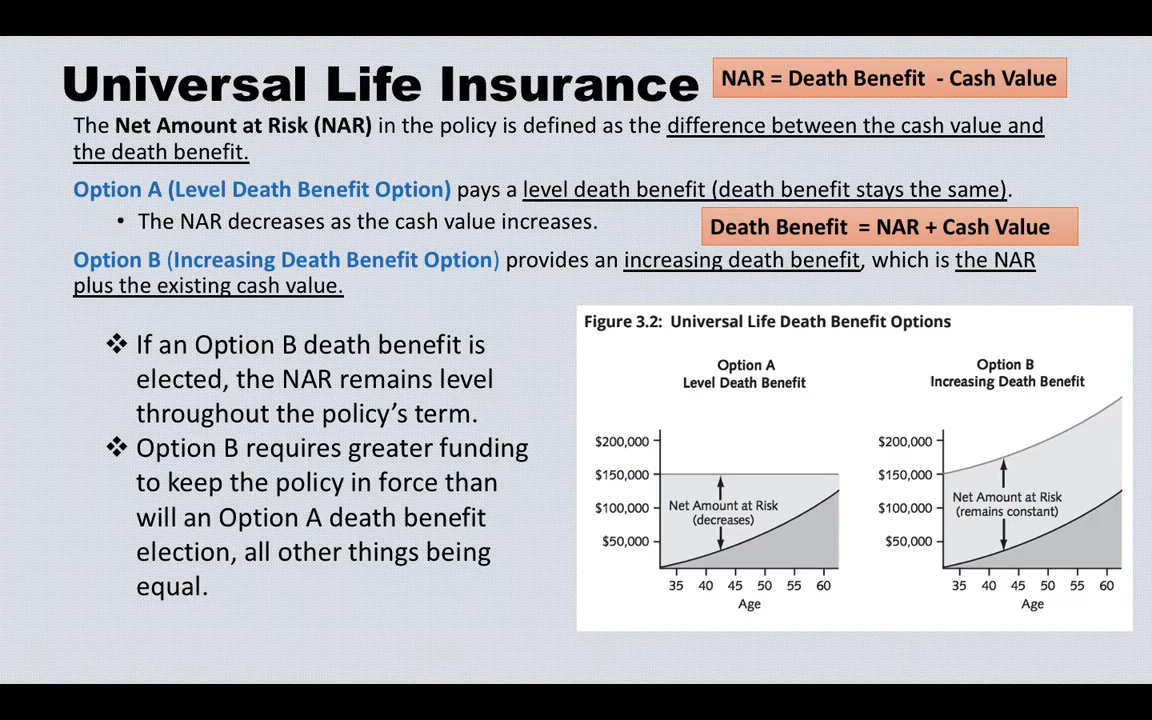 Universal Life Insurance
NAR = Death Benefit - Cash Value
The Net Amount at Risk (NAR) in the policy is defined as the difference between the cash value and
the death benefit.
Option A (Level Death Benefit Option) pays a level death benefit (death benefit stays the same).
• The NAR decreases as the cash value increases.
Death Benefit = NAR + Cash Value
Option B (Increasing Death Benefit Option) provides an increasing death benefit, which is the NAR
plus the existing cash value.
❖ If an Option B death benefit is
elected, the NAR remains level
throughout the policy’s term.
❖ Option B requires greater funding
to keep the policy in force than
will an Option A death benefit
election, all other things being
equal.
Figure 3.2: Universal Life Death Benefit Options
Option A
Level Death Benefit
$200,000
$150,000
$100,000
$50,000
Net Amount at Risk
(decreases)
35 40 45 50 55 60
Age
Option B
Increasing Death Benefit
$200,000
$150,000
$100,000
$50,000
Net Amount at Risk
(remains constant)
35 40 45 50 55 60
Age